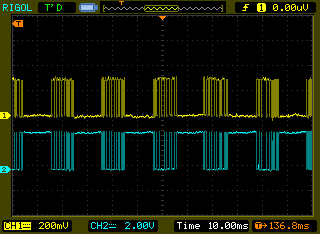 RIGOL T'D T f 1 0.00uV
T
1
2
CH1 200mV CH2 2.00V Time 10.00ms T→136.8ms